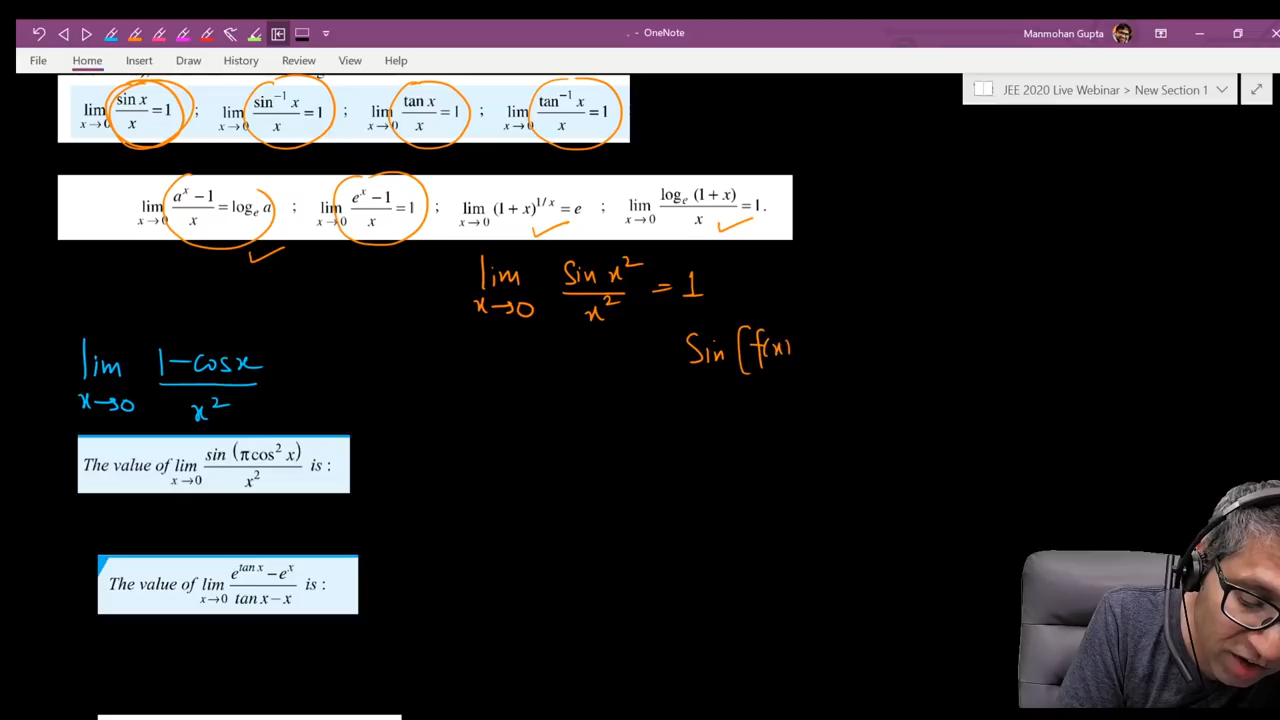 . - OneNote
Manmohan Gupta
File Home Insert Draw History Review View Help
JEE 2020 Live Webinar > New Section 1
lim x→0 sin x / x = 1 ; lim x→0 sin⁻¹ x / x = 1 ; lim x→0 tan x / x = 1 ; lim x→0 tan⁻¹ x / x = 1
lim x→0 (aˣ − 1) / x = logₑ a ; lim x→0 (eˣ − 1) / x = 1 ; lim x→0 (1 + x)^{1/x} = e ; lim x→0 logₑ (1 + x) / x = 1.
lim x→0 Sin x² / x² = 1
Sin (f(x)
lim x→0 (1 − cos x) / x²
The value of lim x→0 sin (π cos² x) / x² is :
The value of lim x→0 (e^{tan x} − eˣ) / (tan x − x) is :